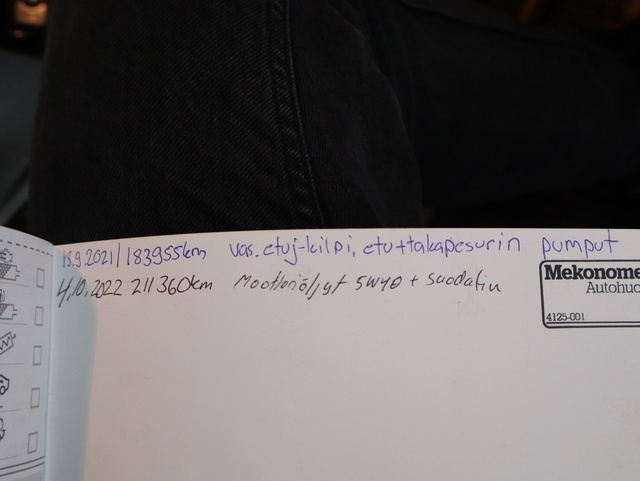 18.9.2021/183955km vas. etuj-kilpi, etu+takapesurin pumput
4.10.2022 211360km Moottoriöljyt 5W40 + suodatin
Mekonome
Autohuo
4125-001